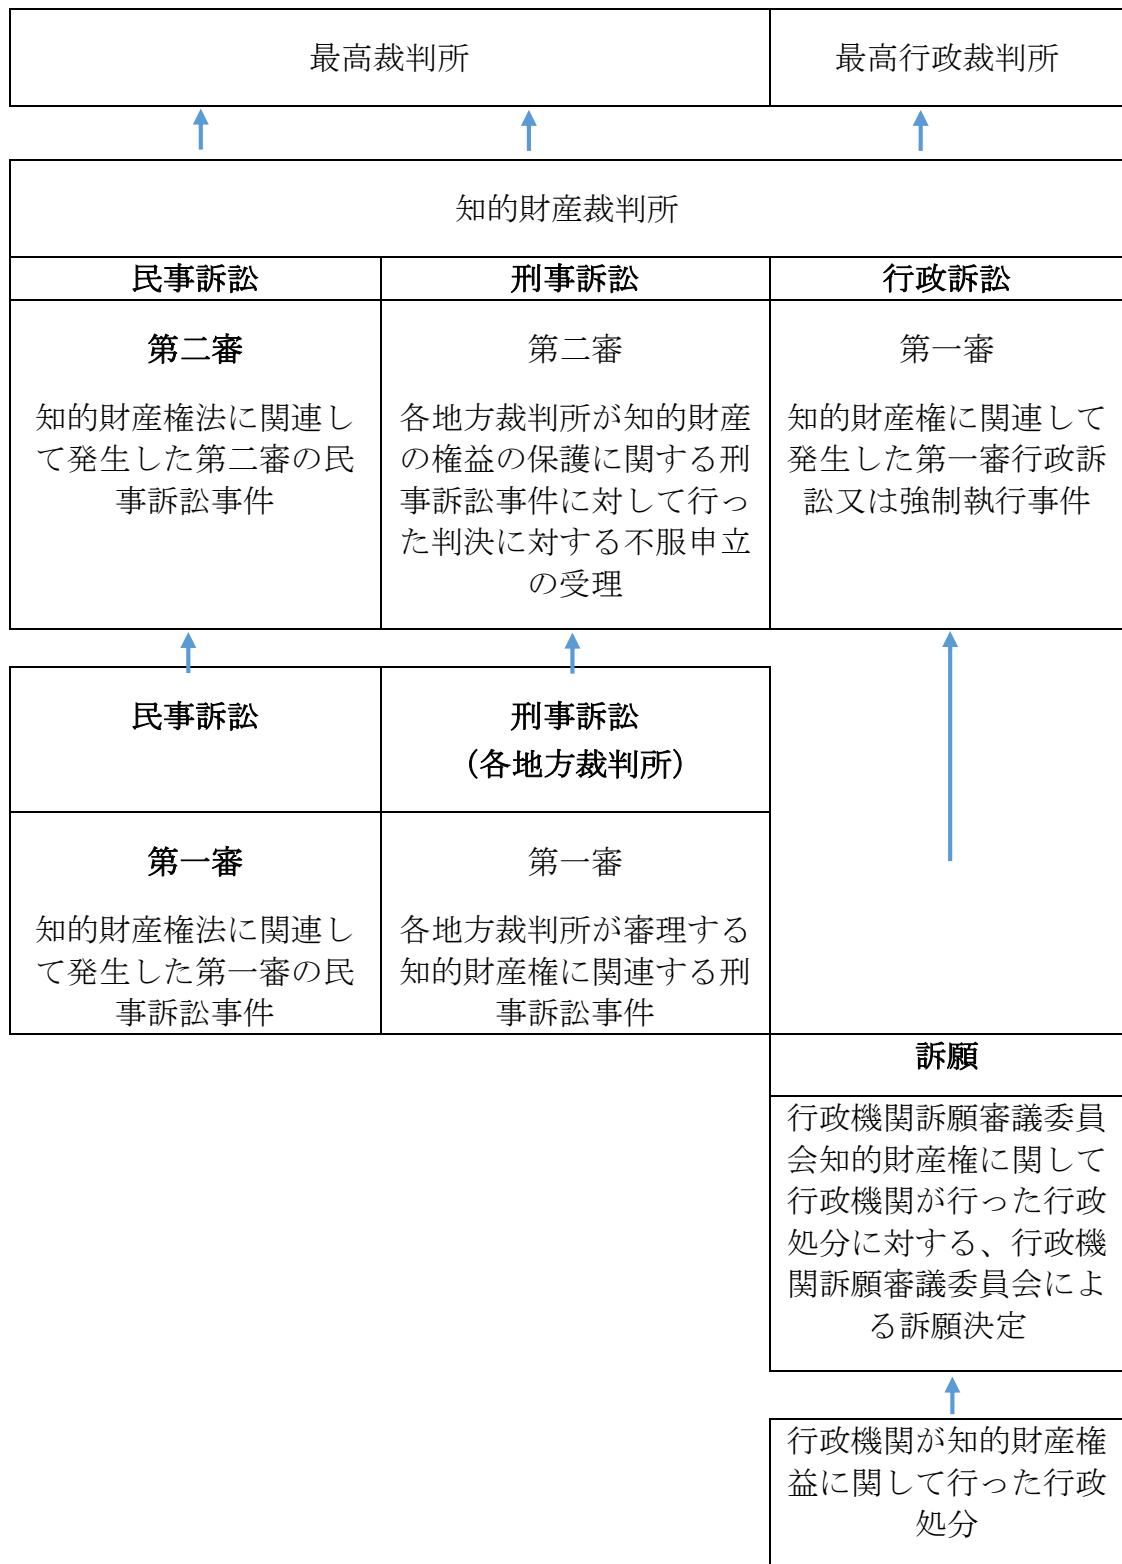 最高裁判所
最高行政裁判所
知的財産裁判所
民事訴訟
刑事訴訟
行政訴訟
第二審
知的財産権法に関連し
て発生した第二審の民
事訴訟事件
第二審
各地方裁判所が知的財産
の権益の保護に関する刑
事訴訟事件に対して行っ
た判決に対する不服申立
の受理
第一審
知的財産権に関連して
発生した第一審行政訴
訟又は強制執行事件
民事訴訟
刑事訴訟
(各地方裁判所)
第一審
知的財産権法に関連し
て発生した第一審の民
事訴訟事件
第一審
各地方裁判所が審理する
知的財産権に関連する刑
事訴訟事件
訴願
行政機関訴願審議委員
会知的財産権に関して
行政機関が行った行政
処分に対する、行政機
関訴願審議委員会によ
る訴願決定
行政機関が知的財産権
益に関して行った行政
処分